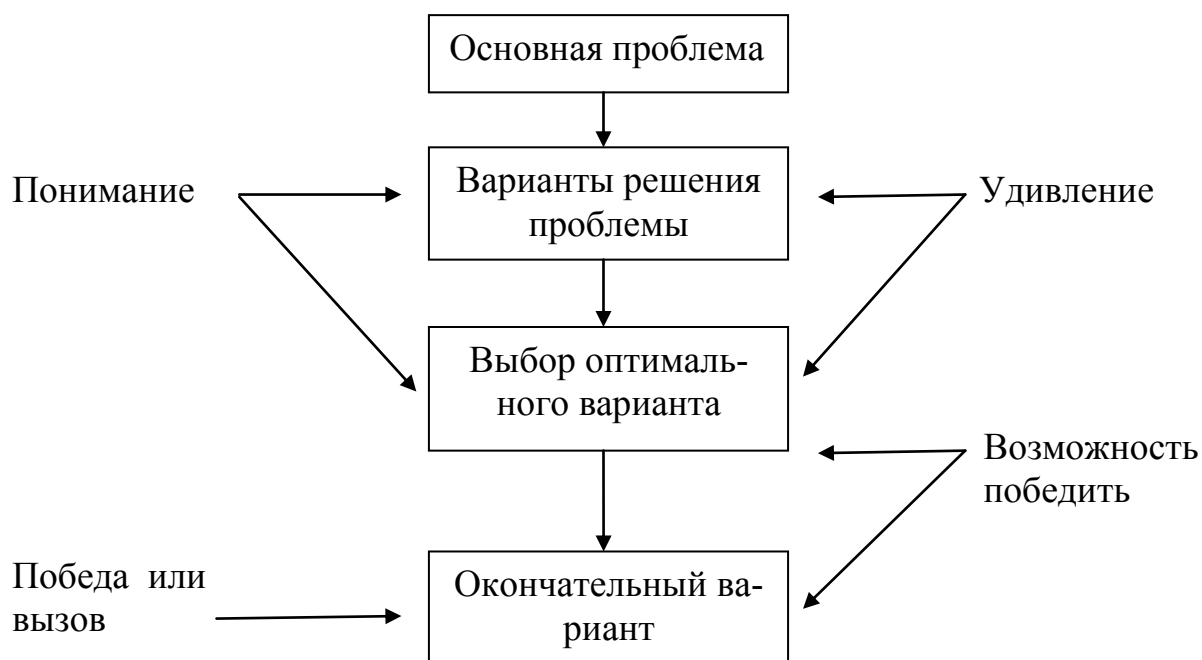 Основная проблема
Понимание
Варианты решения
проблемы
Удивление
Выбор оптималь-
ного варианта
Возможность
победить
Победа или
вызов
Окончательный ва-
риант